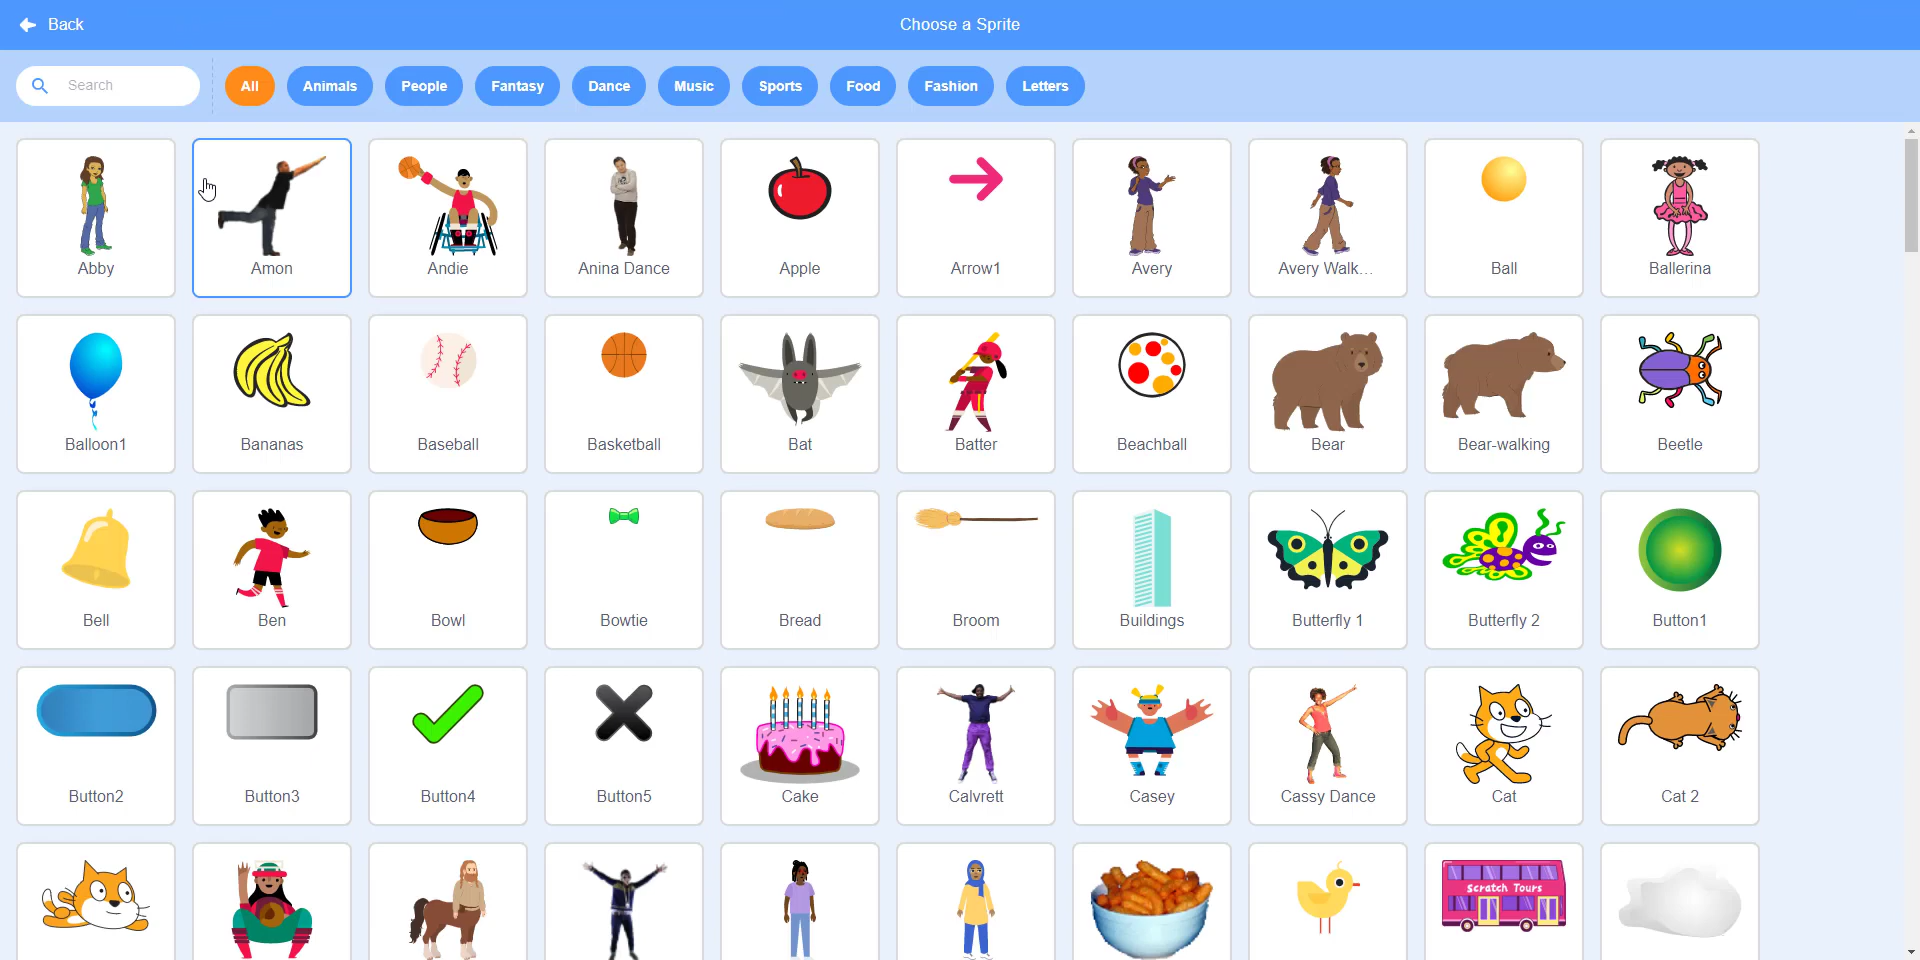 Back
Choose a Sprite
Search
All
Animals
People
Fantasy
Dance
Music
Sports
Food
Fashion
Letters
Abby
Amon
Andie
Anina Dance
Apple
Arrow1
Avery
Avery Walk...
Ball
Ballerina
Balloon1
Bananas
Baseball
Basketball
Bat
Batter
Beachball
Bear
Bear-walking
Beetle
Bell
Ben
Bowl
Bowtie
Bread
Broom
Buildings
Butterfly 1
Butterfly 2
Button1
Button2
Button3
Button4
Button5
Cake
Calvrett
Casey
Cassy Dance
Cat
Cat 2
Scratch Tours